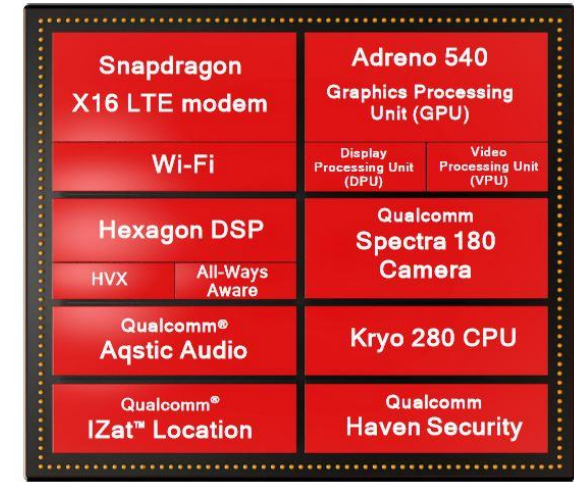 Snapdragon
X16 LTE modem
Wi-Fi
Adreno 540
Graphics Processing
Unit (GPU)
Display
Processing Unit
(DPU)
Video
Processing Unit
(VPU)
Hexagon DSP
HVX
All-Ways
Aware
Qualcomm
Spectra 180
Camera
Qualcomm®
Aqstic Audio
Kryo 280 CPU
Qualcomm®
IZat™ Location
Qualcomm
Haven Security